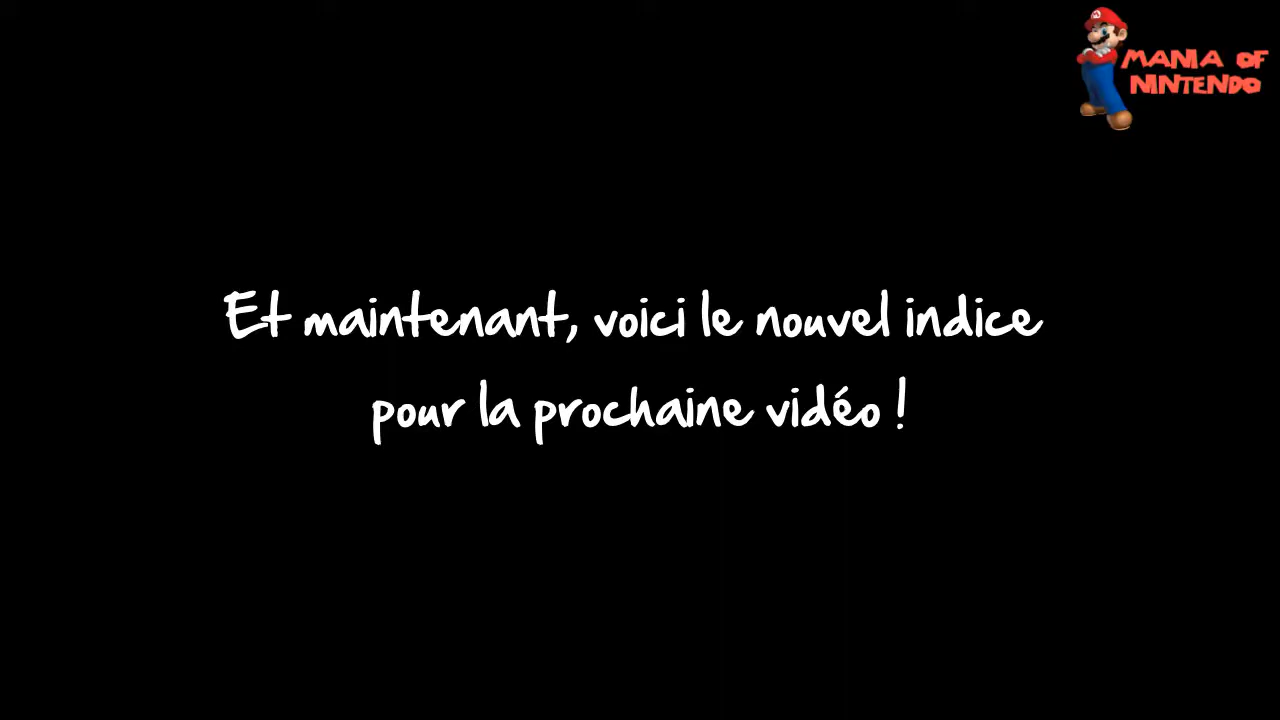 MANIA OF
NINTENDO
Et maintenant, voici le nouvel indice
pour la prochaine vidéo !